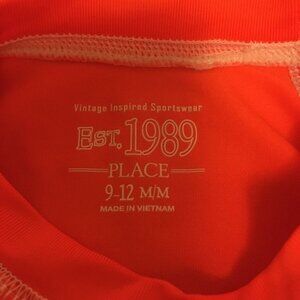 Vintage Inspired Sportswear
EST. 1989
PLACE
9-12 M/M
MADE IN VIETNAM